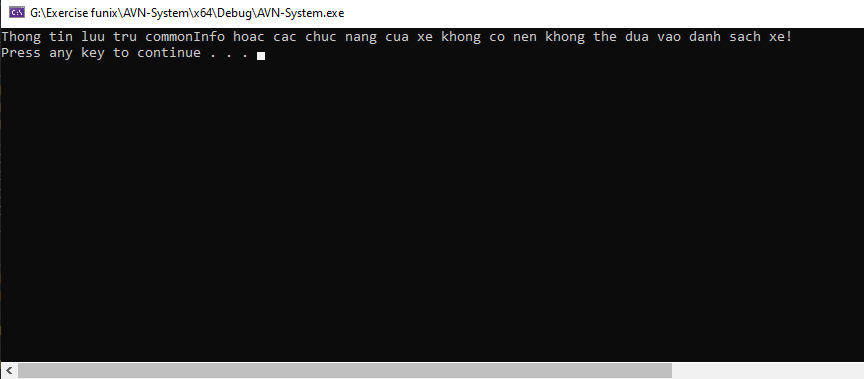 G:\Exercise funix\AVN-System\x64\Debug\AVN-System.exe
Thong tin luu tru commonInfo hoac cac chuc nang cua xe khong co nen khong the dua vao danh sach xe!
Press any key to continue . . .